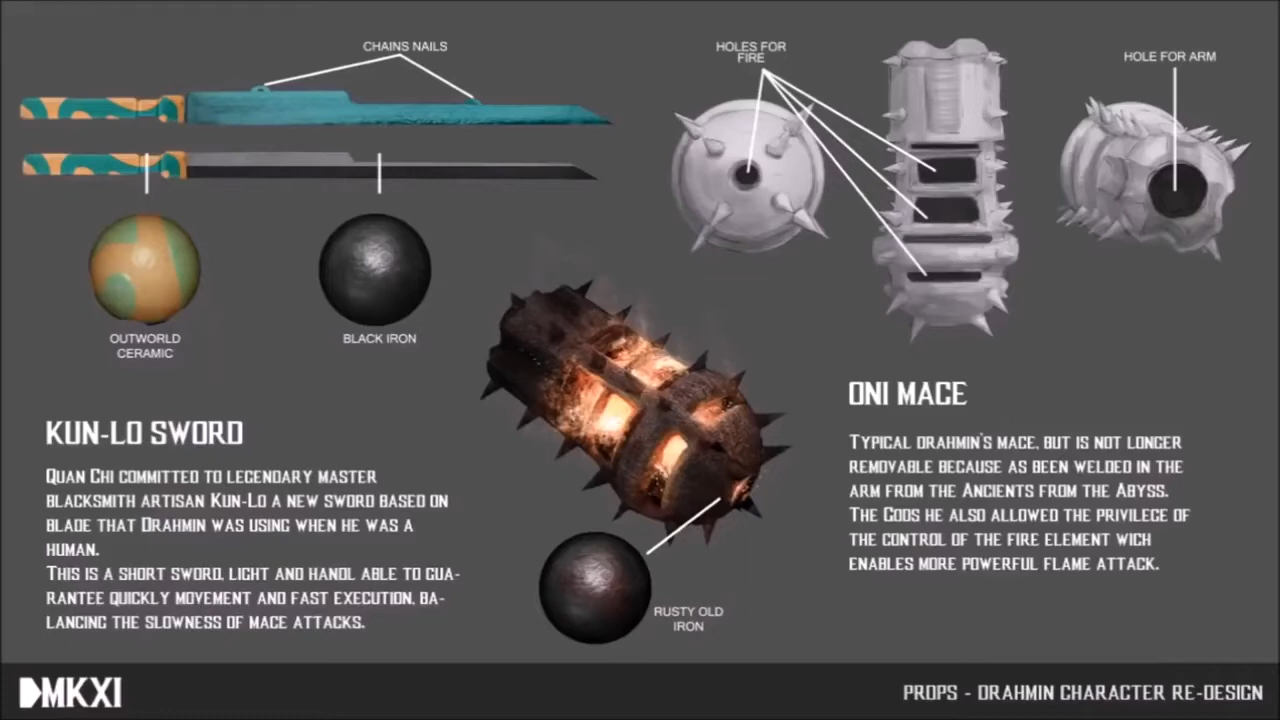 CHAINS NAILS
HOLES FOR
FIRE
HOLE FOR ARM
OUTWORLD
CERAMIC
BLACK IRON
KUN-LO SWORD
QUAN CHI COMMITTED TO LEGENDARY MASTER
BLACKSMITH ARTISAN KUN-LO A NEW SWORD BASED ON
BLADE THAT DRAHMIN WAS USING WHEN HE WAS A
HUMAN.
THIS IS A SHORT SWORD, LIGHT AND HANDL ABLE TO GUA-
RANTEE QUICKLY MOVEMENT AND FAST EXECUTION, BA-
LANCING THE SLOWNESS OF MACE ATTACKS.
RUSTY OLD
IRON
ONI MACE
TYPICAL DRAHMIN'S MACE, BUT IS NOT LONGER
REMOVABLE BECAUSE AS BEEN WELDED IN THE
ARM FROM THE ANCIENTS FROM THE ABYSS.
THE GODS HE ALSO ALLOWED THE PRIVILEGE OF
THE CONTROL OF THE FIRE ELEMENT WICH
ENABLES MORE POWERFUL FLAME ATTACK.
MKXI
PROPS - DRAHMIN CHARACTER RE-DESIGN